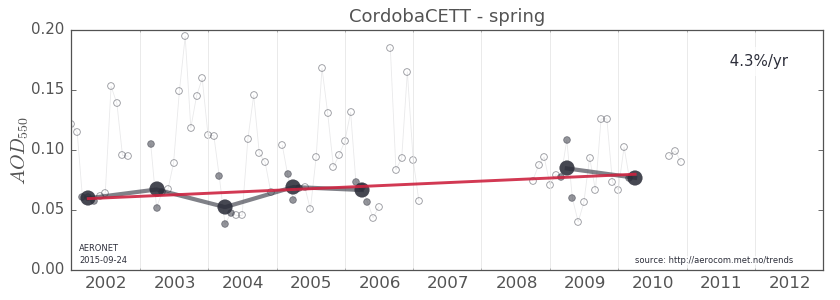 CordobaCETT - spring
0.20
4.3%/yr
0.15
0.10
AOD550
0.05
AERONET
2015-09-24
source: http://aerocom.met.no/trends
0.00
2002 2003 2004 2005 2006 2007 2008 2009 2010 2011 2012